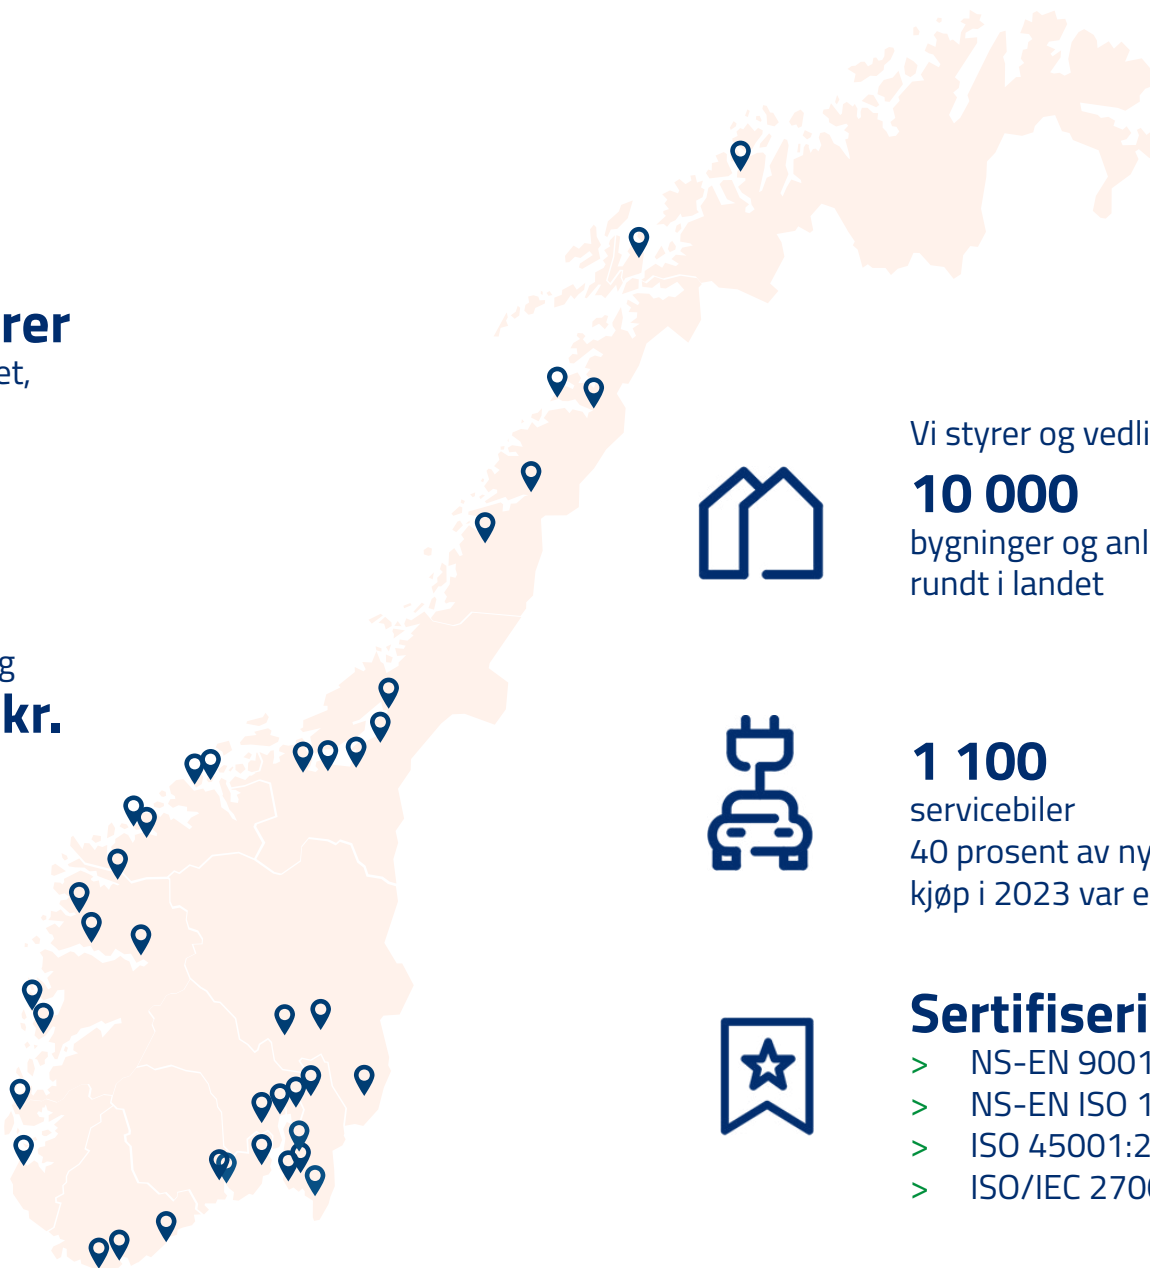 rer
et,
g
kr.
Vi styrer og vedli
10 000
bygninger og anl
rundt i landet
1 100
servicebiler
40 prosent av ny
kjøp i 2023 var e
Sertifiseri
> NS-EN 9001
> NS-EN ISO 1
> ISO 45001:2
> ISO/IEC 270